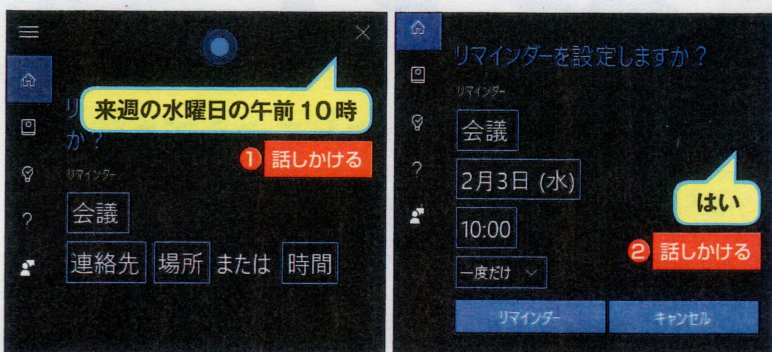 リ
か？
来週の水曜日の午前10時
❶ 話しかける
リマインダー
会議
連絡先 場所 または 時間
リマインダーを設定しますか？
リマインダー
会議
2月3日 (水)
10:00
一度だけ
はい
❷ 話しかける
リマインダー キャンセル